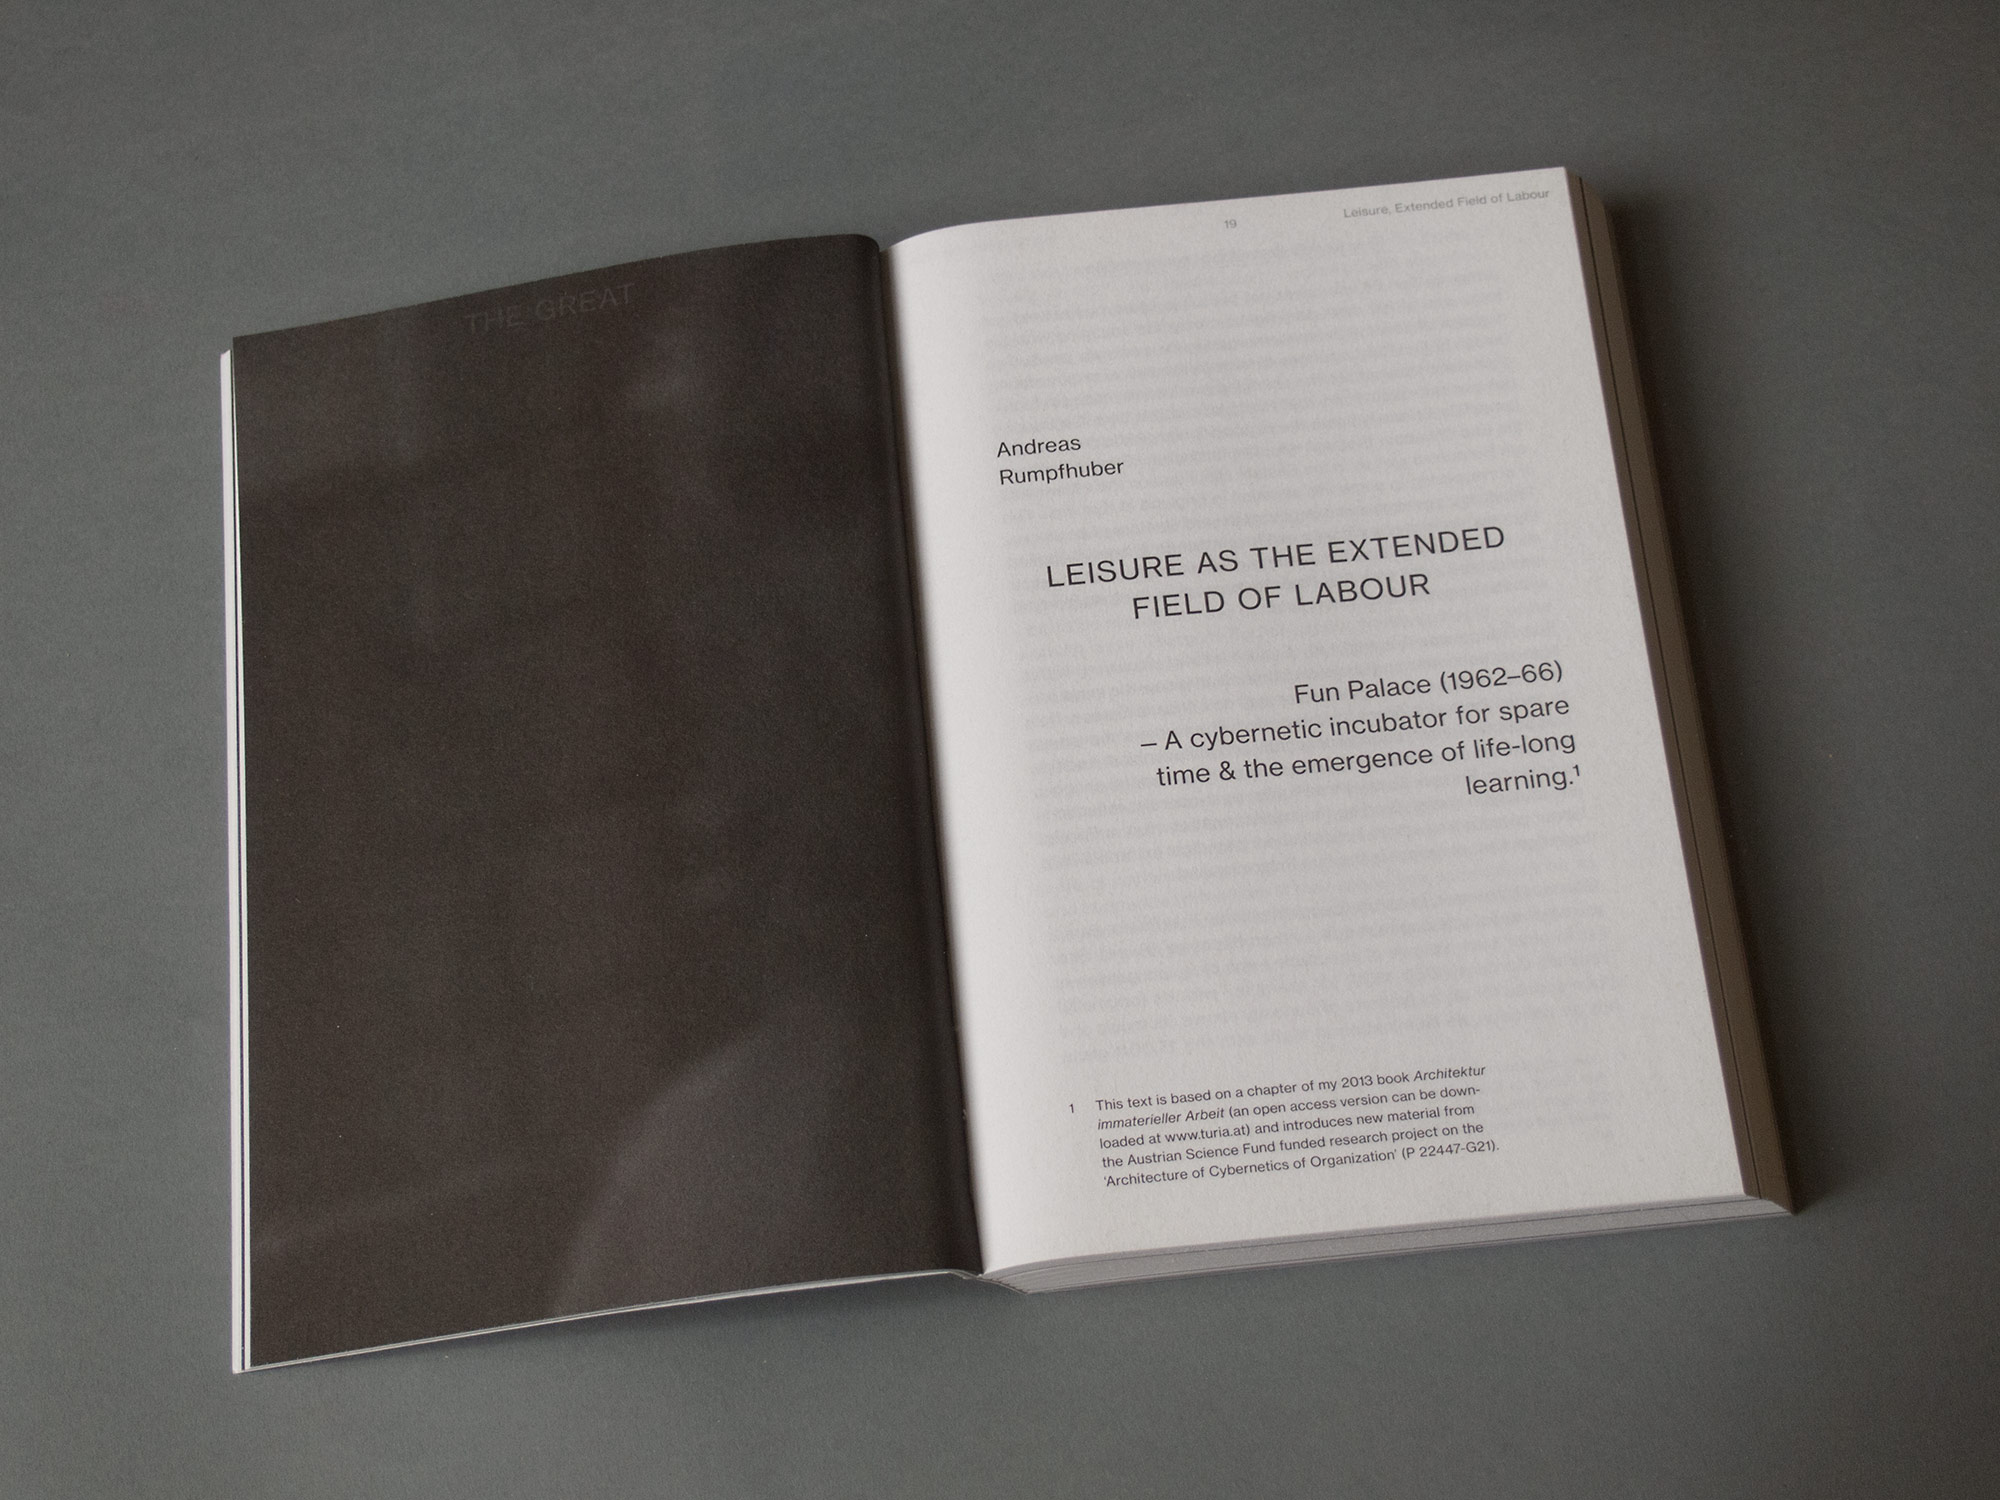 THE GREAT
19
Leisure, Extended Field of Labour
Andreas
Rumpfhuber
LEISURE AS THE EXTENDED
FIELD OF LABOUR
Fun Palace (1962–66)
– A cybernetic incubator for spare
time & the emergence of life-long
learning.¹
1 This text is based on a chapter of my 2013 book Architektur
immaterieller Arbeit (an open access version can be down-
loaded at www.turia.at) and introduces new material from
the Austrian Science Fund funded research project on the
‘Architecture of Cybernetics of Organization’ (P 22447-G21).